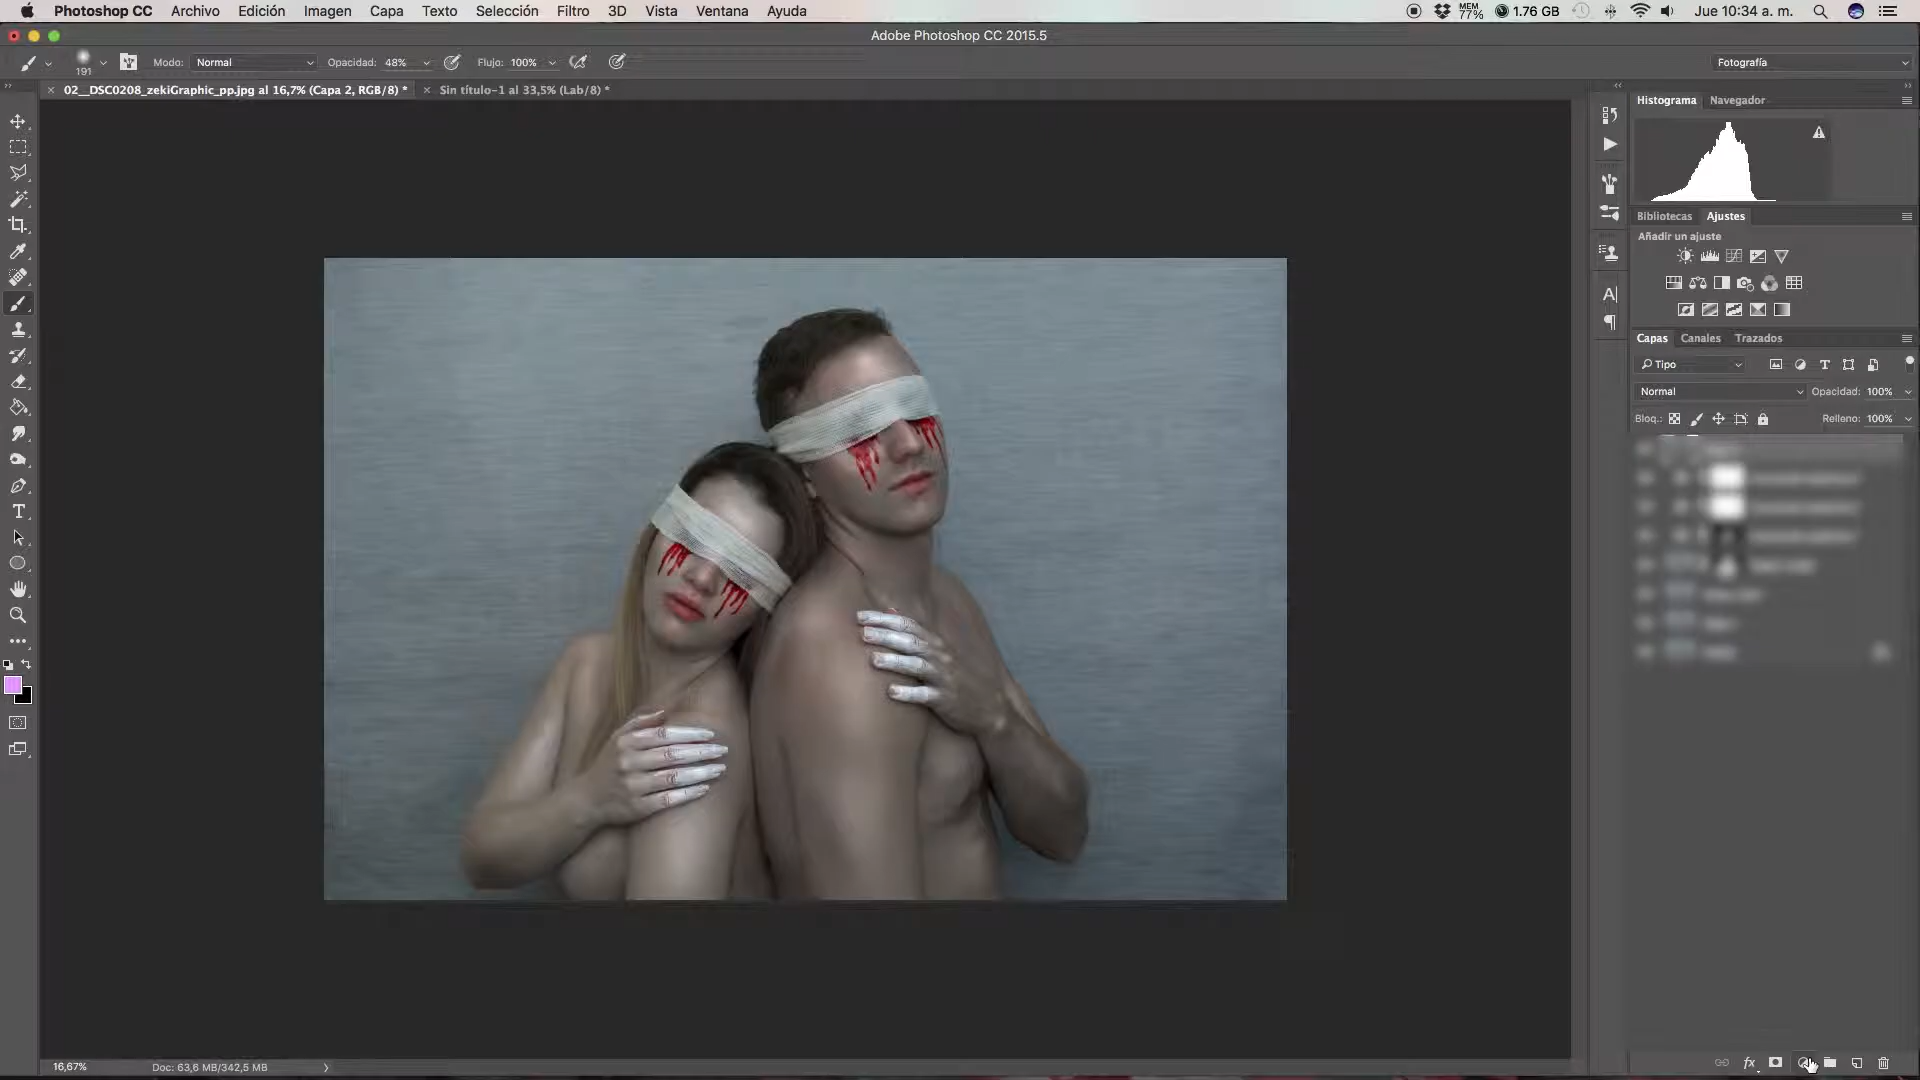 Photoshop CC Archivo Edición Imagen Capa Texto Selección Filtro 3D Vista Ventana Ayuda MEM 77% 1.76 GB Jue 10:34 a. m.
Adobe Photoshop CC 2015.5
191 Modo: Normal Opacidad: 48% Flujo: 100% Fotografía
02__DSC0208_zekiGraphic_pp.jpg al 16,7% (Capa 2, RGB/8) * Sin título-1 al 33,5% (Lab/8) *
Histograma Navegador
Bibliotecas Ajustes
Añadir un ajuste
Capas Canales Trazados
Tipo
Normal Opacidad: 100%
Bloq.: Relleno: 100%
16,67% Doc: 63,6 MB/342,5 MB